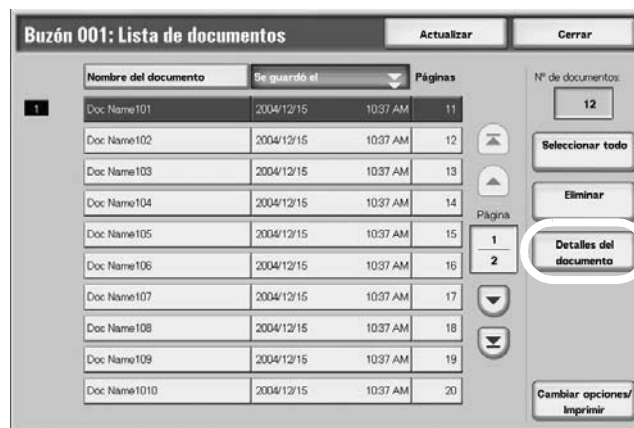 Buzón 001: Lista de documentos
Actualizar
Cerrar
Nombre del documento
Se guardó el
Páginas
Nº de documentos:
12
1
Doc Name101 2004/12/15 10:37 AM 11
Doc Name102 2004/12/15 10:37 AM 12
Doc Name103 2004/12/15 10:37 AM 13
Doc Name104 2004/12/15 10:37 AM 14
Doc Name105 2004/12/15 10:37 AM 15
Doc Name106 2004/12/15 10:37 AM 16
Doc Name107 2004/12/15 10:37 AM 17
Doc Name108 2004/12/15 10:37 AM 18
Doc Name109 2004/12/15 10:37 AM 19
Doc Name1010 2004/12/15 10:37 AM 20
Página
1
2
Seleccionar todo
Eliminar
Detalles del
documento
Cambiar opciones/
Imprimir